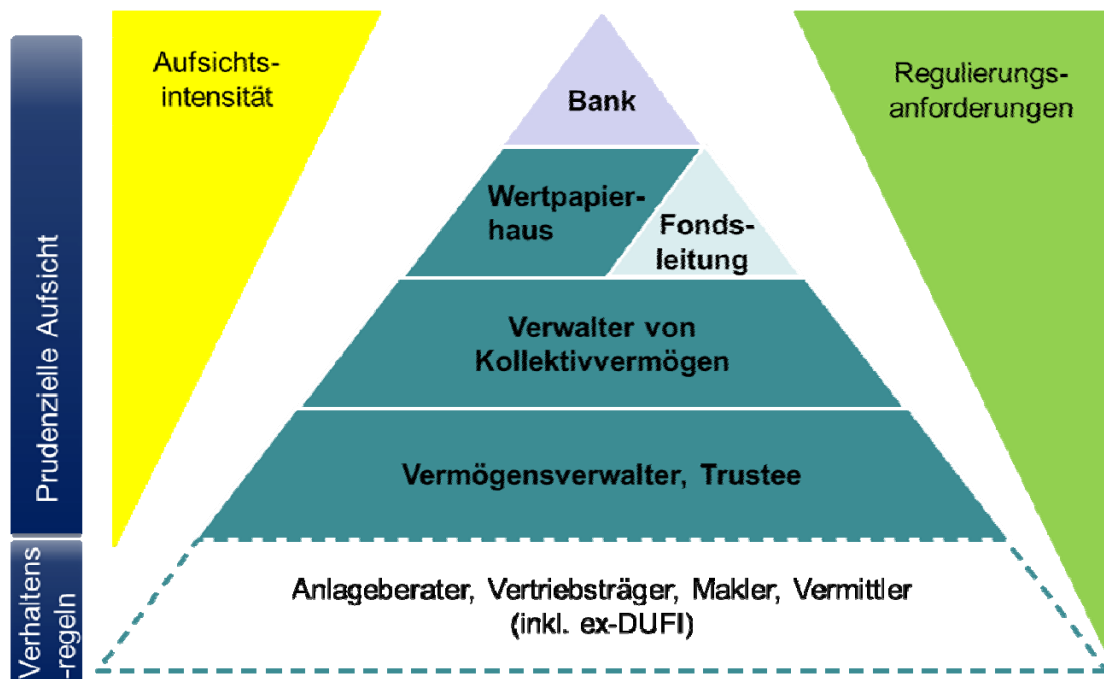 Aufsichts-
intensität
Regulierungs-
anforderungen
Bank
Wertpapier-
haus
Fonds-
leitung
Verwalter von
Kollektivvermögen
Vermögensverwalter, Trustee
Anlageberater, Vertriebsträger, Makler, Vermittler
(inkl. ex-DUFI)
Prudenzielle Aufsicht
Verhaltens
-regeln